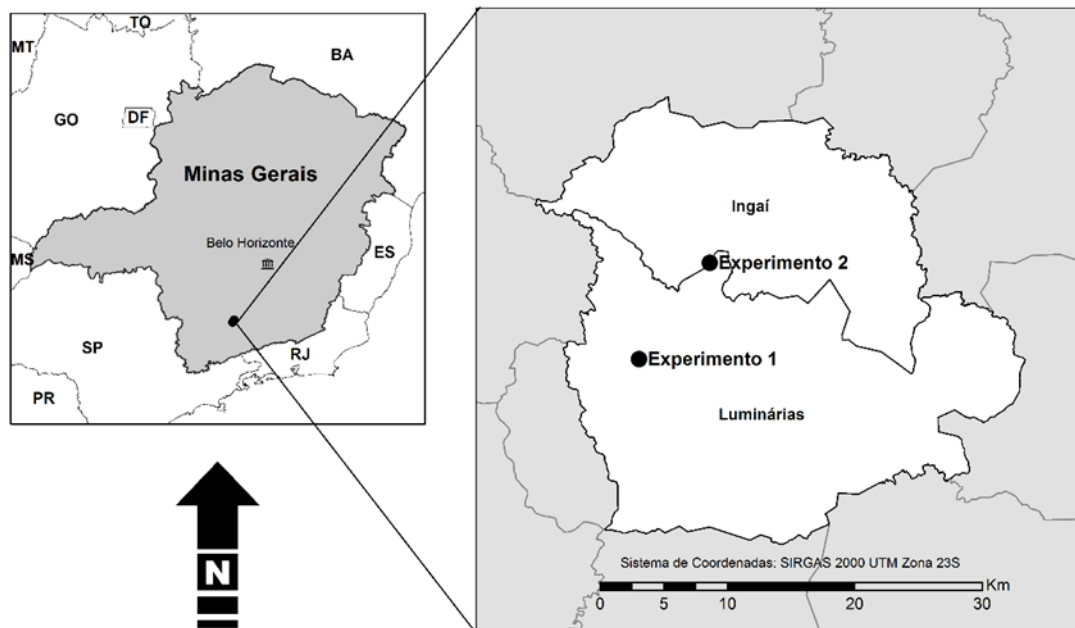 TO
MT
BA
GO
DF
Minas Gerais
Belo Horizonte
MS
ES
SP
RJ
PR
N
Ingaí
Experimento 2
Experimento 1
Luminárias
Sistema de Coordenadas: SIRGAS 2000 UTM Zona 23S
Km
0 5 10 20 30